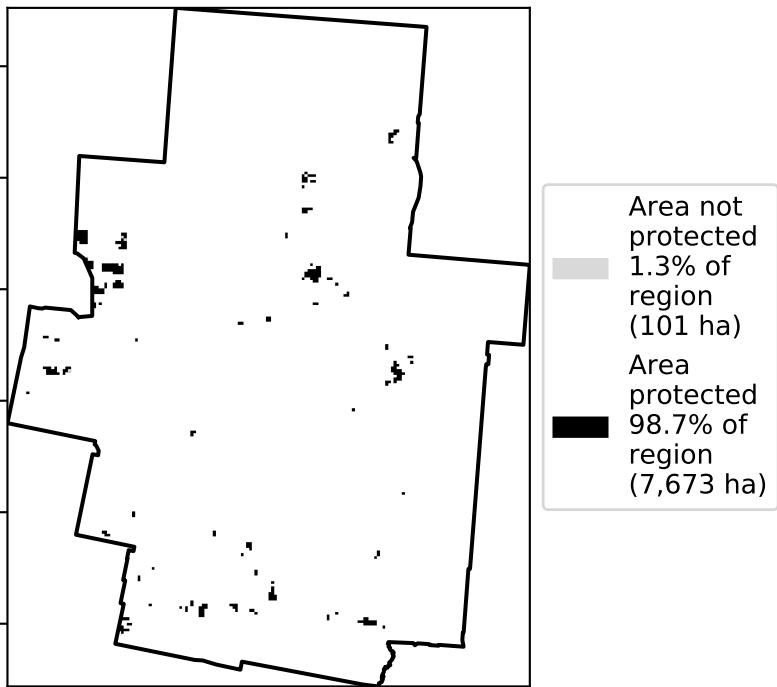 Area not
protected
1.3% of
region
(101 ha)
Area
protected
98.7% of
region
(7,673 ha)